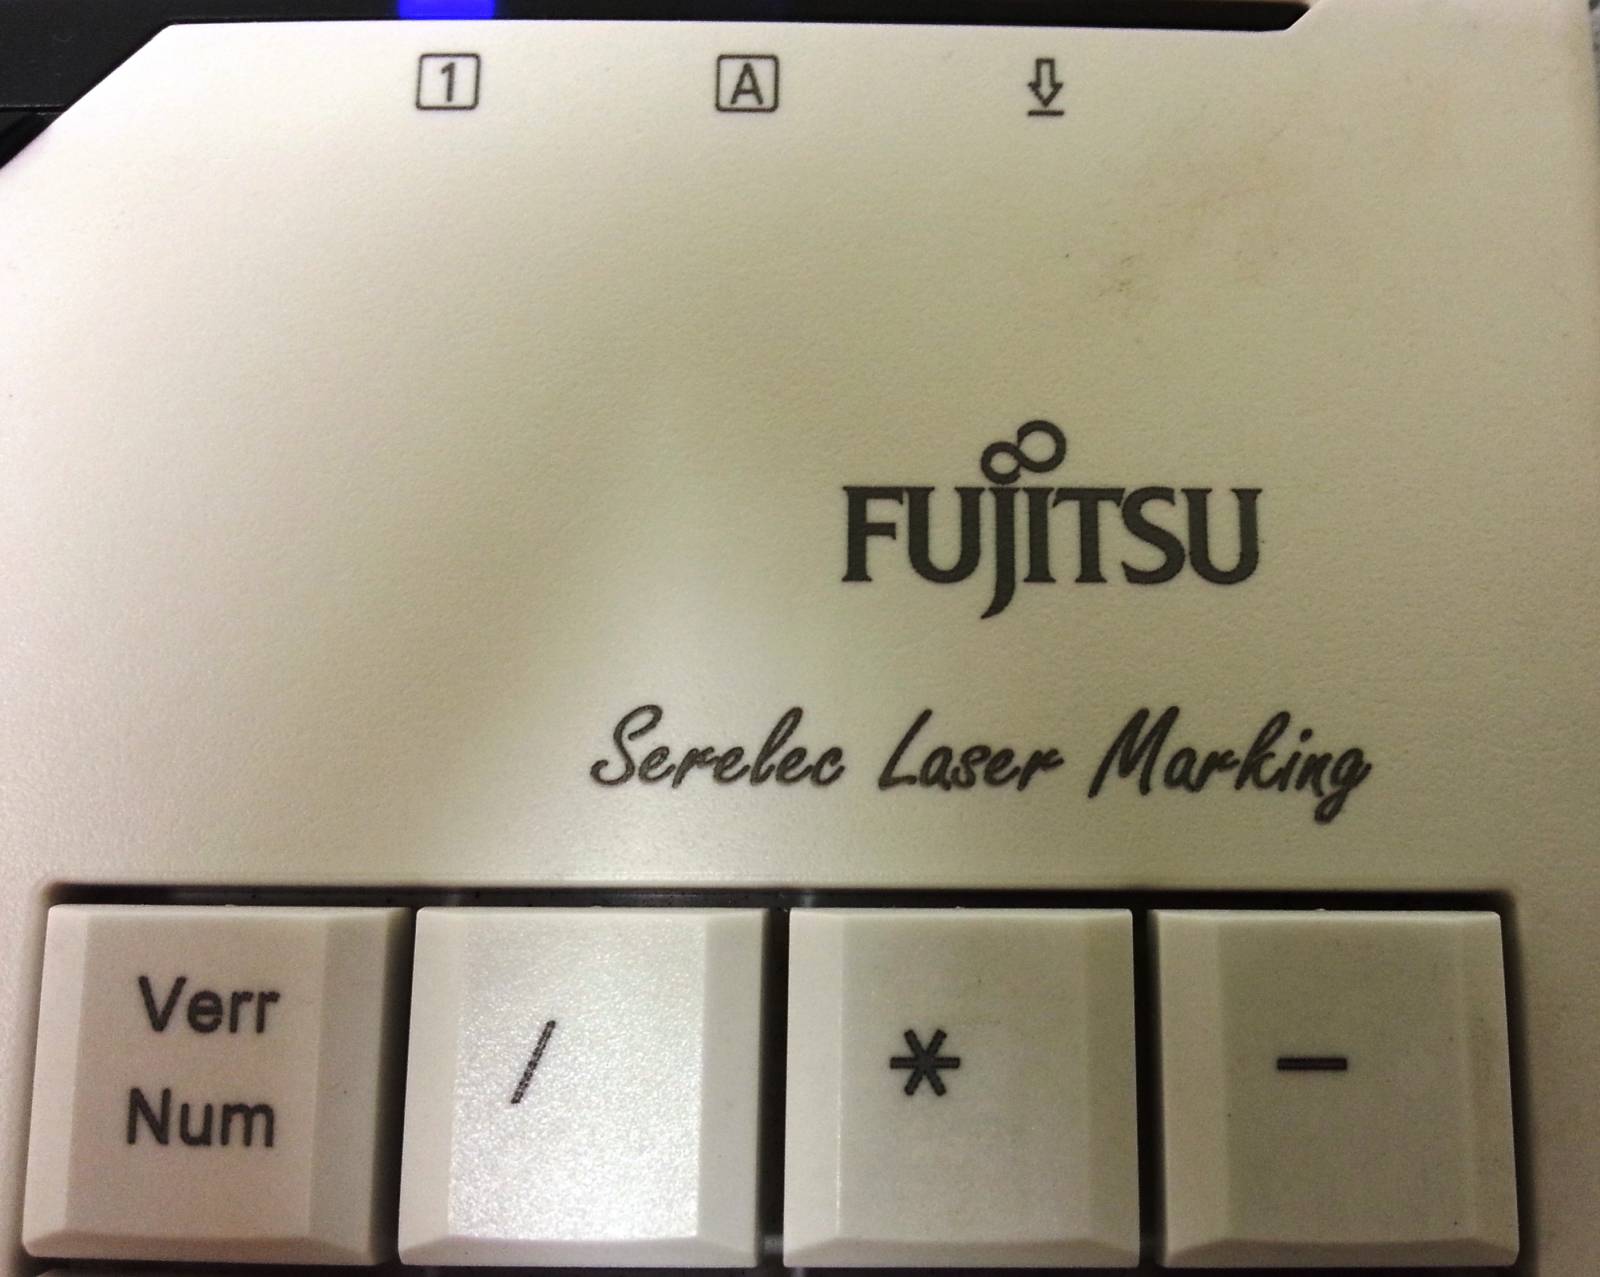 1 A
FUJITSU
Serelec Laser Marking
Verr
Num
/ * −